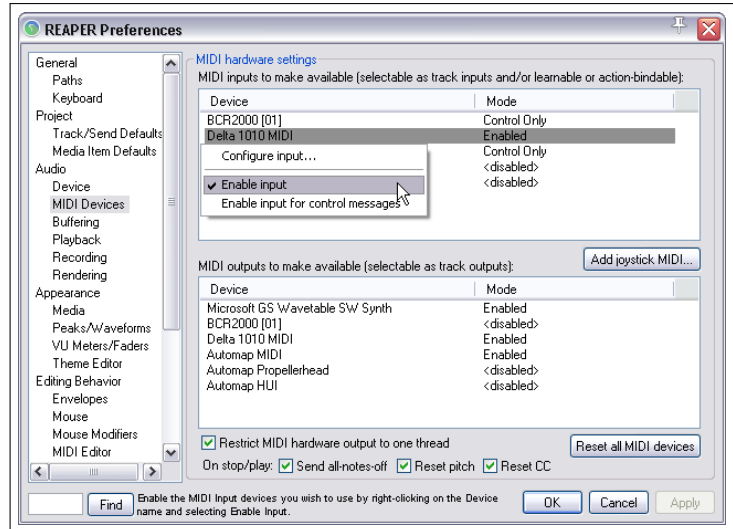 REAPER Preferences
General
Paths
Keyboard
Project
Track/Send Defaults
Media Item Defaults
Audio
Device
MIDI Devices
Buffering
Playback
Recording
Rendering
Appearance
Media
Peaks/Waveforms
VU Meters/Faders
Theme Editor
Editing Behavior
Envelopes
Mouse
Mouse Modifiers
MIDI Editor
MIDI hardware settings
MIDI inputs to make available (selectable as track inputs and/or learnable or action-bindable):
Device Mode
BCR2000 [01] Control Only
Delta 1010 MIDI Enabled
Control Only
<disabled>
<disabled>
Configure input...
Enable input
Enable input for control messages
Add joystick MIDI...
MIDI outputs to make available (selectable as track outputs):
Device Mode
Microsoft GS Wavetable SW Synth Enabled
BCR2000 [01] <disabled>
Delta 1010 MIDI Enabled
Automap MIDI Enabled
Automap Propellerhead <disabled>
Automap HUI <disabled>
Restrict MIDI hardware output to one thread
Reset all MIDI devices
On stop/play: Send all-notes-off Reset pitch Reset CC
Find
Enable the MIDI Input devices you wish to use by right-clicking on the Device
name and selecting Enable Input.
OK Cancel Apply